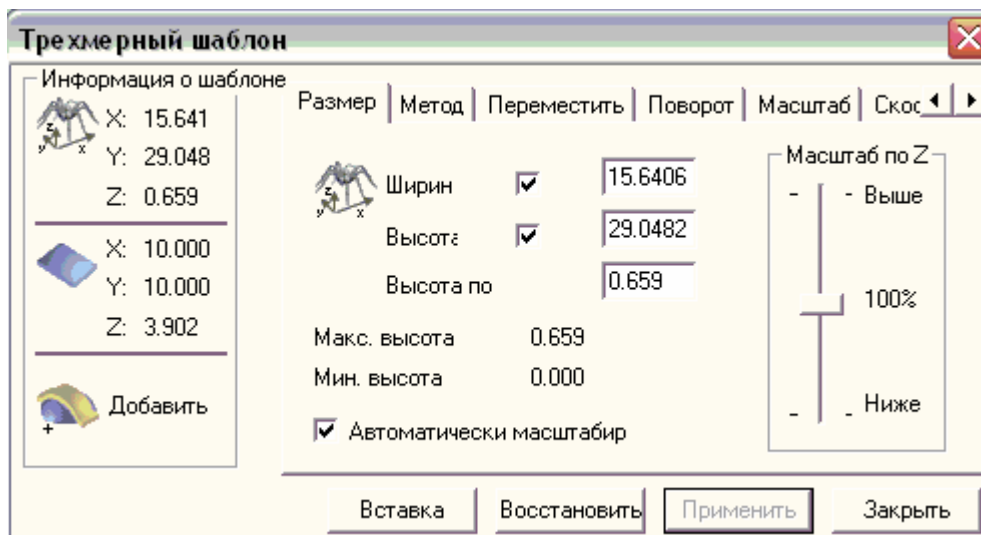 Трехмерный шаблон
Информация о шаблоне
X: 15.641
Y: 29.048
Z: 0.659
X: 10.000
Y: 10.000
Z: 3.902
Добавить
Размер Метод Переместить Поворот Масштаб Скос
Ширин 15.6406
Высота 29.0482
Высота по 0.659
Макс. высота 0.659
Мин. высота 0.000
Автоматически масштабир
Масштаб по Z
Выше
100%
Ниже
Вставка Восстановить Применить Закрыть